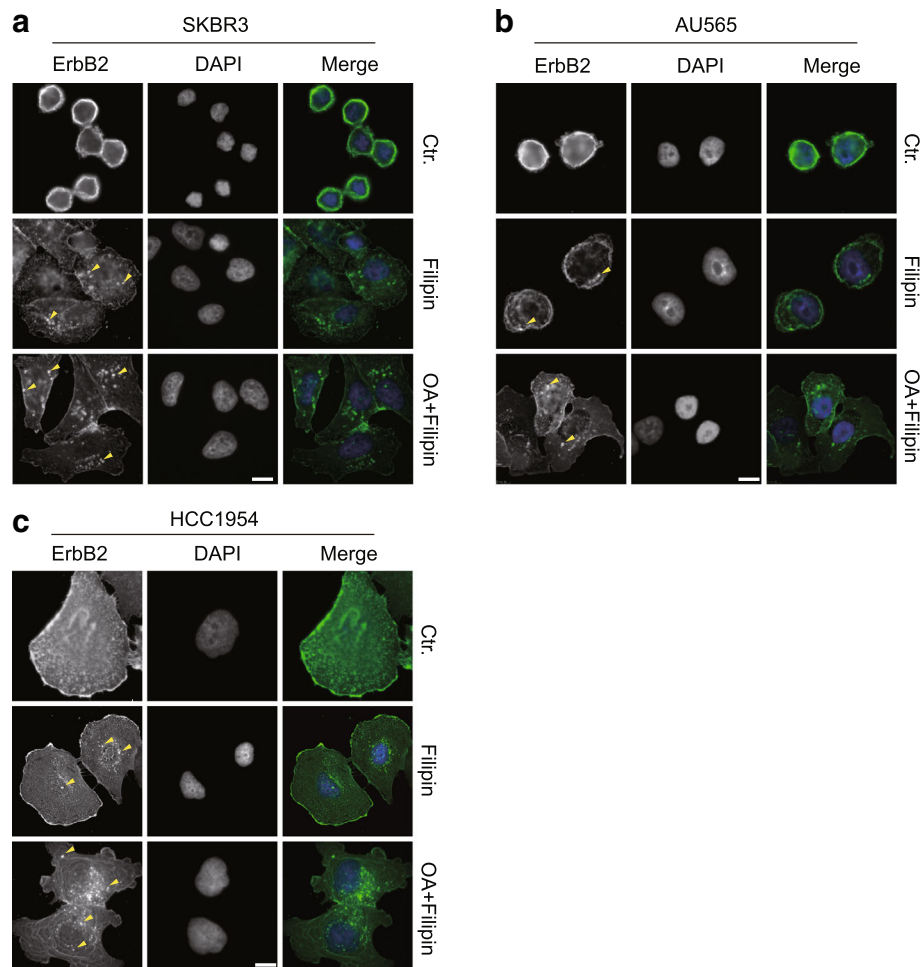 a
SKBR3
ErbB2 DAPI Merge
Ctr.
Filipin
OA+Filipin
b
AU565
ErbB2 DAPI Merge
Ctr.
Filipin
OA+Filipin
c
HCC1954
ErbB2 DAPI Merge
Ctr.
Filipin
OA+Filipin